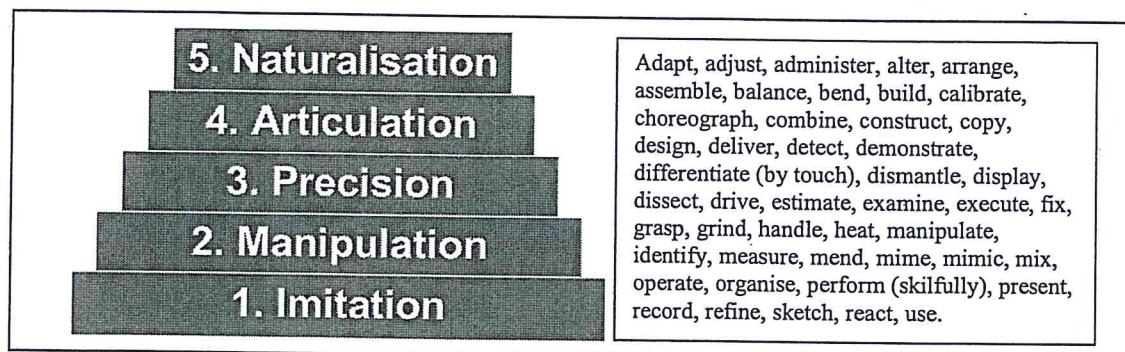 5. Naturalisation
4. Articulation
3. Precision
2. Manipulation
1. Imitation
Adapt, adjust, administer, alter, arrange,
assemble, balance, bend, build, calibrate,
choreograph, combine, construct, copy,
design, deliver, detect, demonstrate,
differentiate (by touch), dismantle, display,
dissect, drive, estimate, examine, execute, fix,
grasp, grind, handle, heat, manipulate,
identify, measure, mend, mime, mimic, mix,
operate, organise, perform (skilfully), present,
record, refine, sketch, react, use.